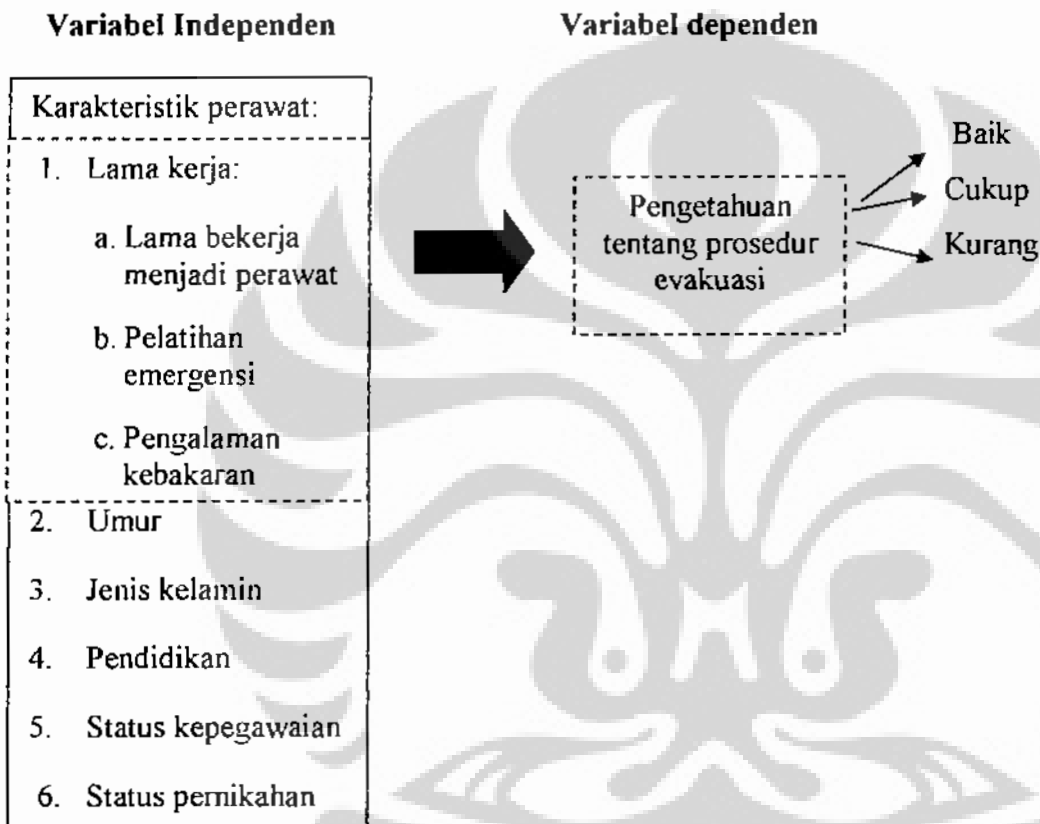 Variabel Independen
Variabel dependen
Karakteristik perawat:
1. Lama kerja:
a. Lama bekerja
menjadi perawat
b. Pelatihan
emergensi
c. Pengalaman
kebakaran
2. Umur
3. Jenis kelamin
4. Pendidikan
5. Status kepegawaian
6. Status pernikahan
Pengetahuan
tentang prosedur
evakuasi
Baik
Cukup
Kurang